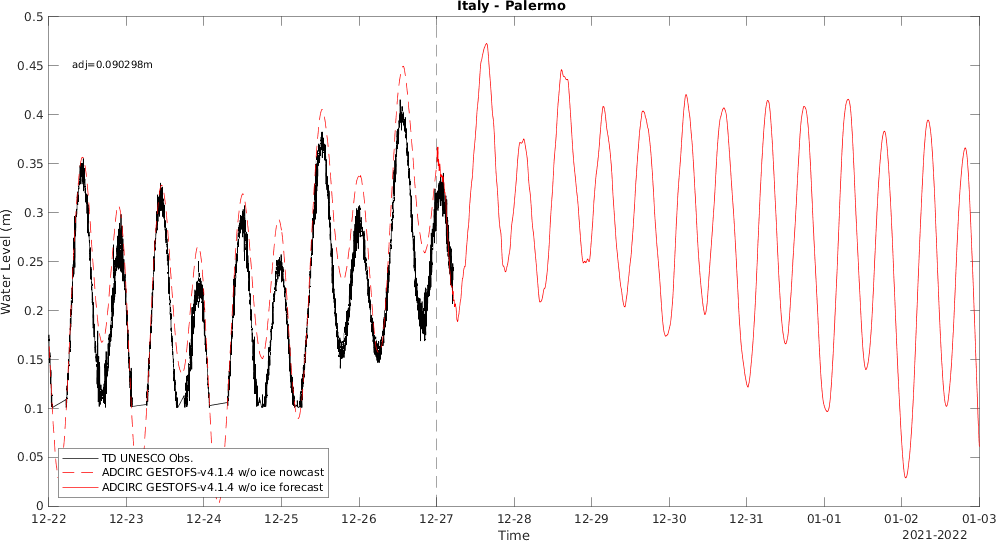 Italy - Palermo
0.5
0.45
0.4
0.35
0.3
0.25
0.2
0.15
0.1
0.05
0
Water Level (m)
adj=0.090298m
TD UNESCO Obs.
ADCIRC GESTOFS-v4.1.4 w/o ice nowcast
ADCIRC GESTOFS-v4.1.4 w/o ice forecast
12-22 12-23 12-24 12-25 12-26 12-27 12-28 12-29 12-30 12-31 01-01 01-02 01-03
Time
2021-2022